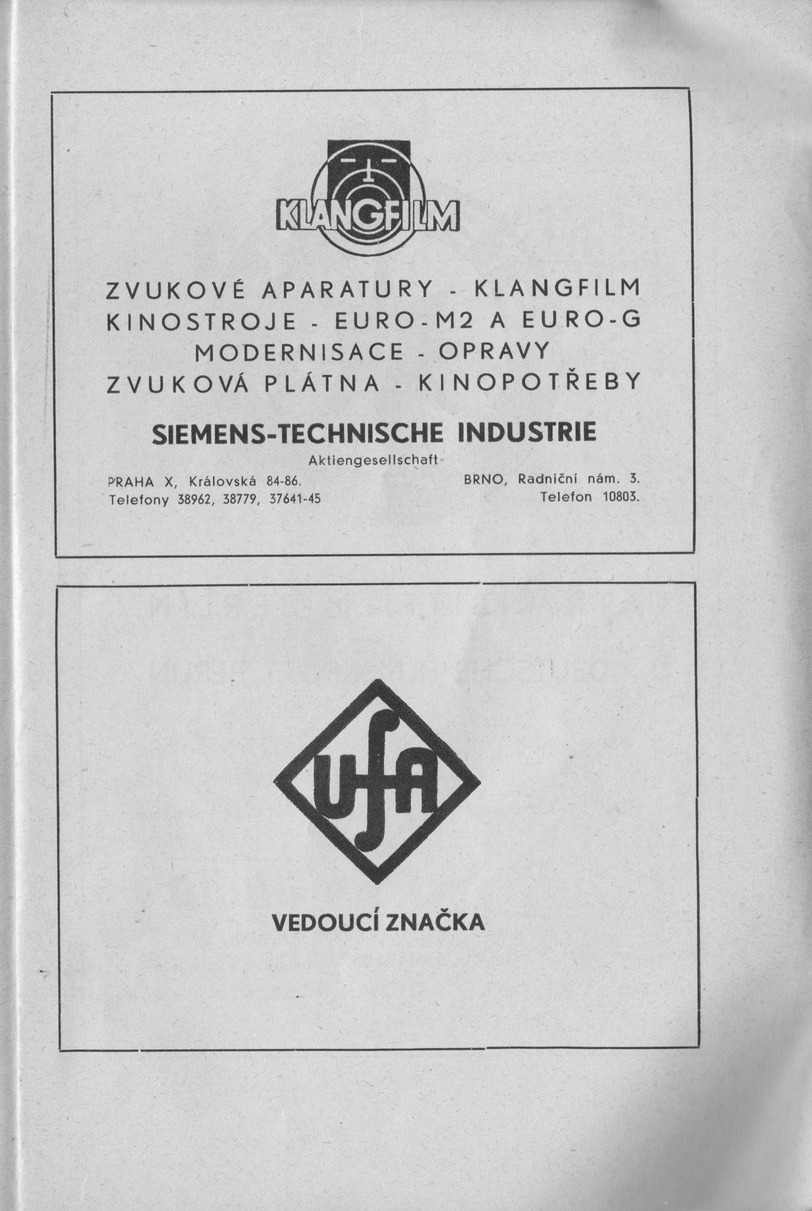 KLANGFILM
ZVUKOVÉ APARATURY - KLANGFILM
KINOSTROJE - EURO-M2 A EURO-G
MODERNISACE - OPRAVY
ZVUKOVÁ PLÁTNA - KINOPOTŘEBY
SIEMENS-TECHNISCHE INDUSTRIE
Aktiengesellschaft
PRAHA X, Královská 84-86. BRNO, Radniční nám. 3.
Telefony 38962, 38779, 37641-45 Telefon 10803.
UfA
VEDOUCÍ ZNAČKA